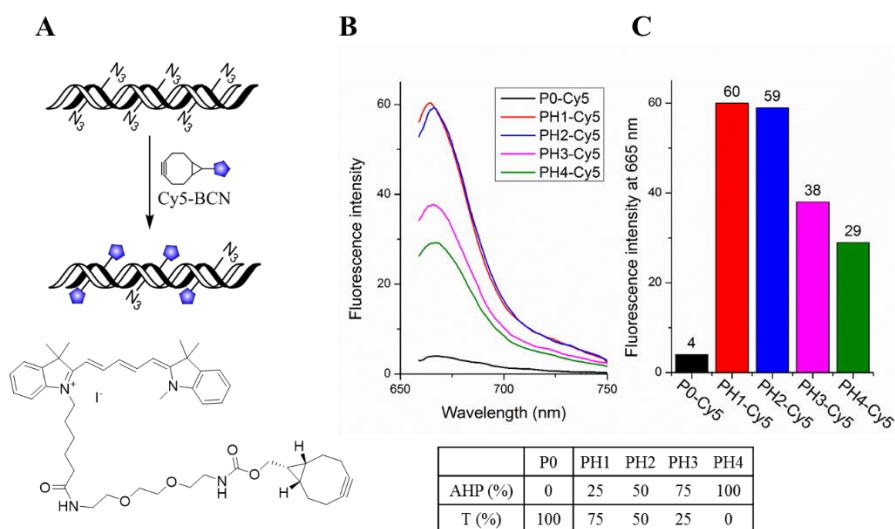 A
N3
N3
N3
N3
N3
N3
Cy5-BCN
N3
N3
N
+
I-
N
O
N
H
O
O
H
N
O
O
H
H
B
Fluorescence intensity
60
40
20
0
650
700
750
Wavelength (nm)
P0-Cy5
PH1-Cy5
PH2-Cy5
PH3-Cy5
PH4-Cy5
C
Fluorescence intensity at 665 nm
60
40
20
0
4
60
59
38
29
P0-Cy5
PH1-Cy5
PH2-Cy5
PH3-Cy5
PH4-Cy5
P0 PH1 PH2 PH3 PH4
AHP (%) 0 25 50 75 100
T (%) 100 75 50 25 0